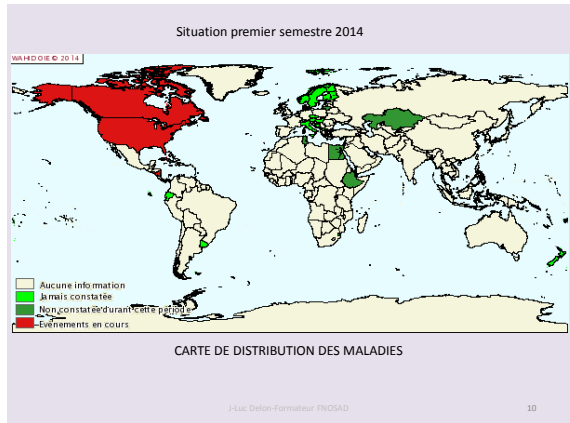 Situation premier semestre 2014
WAHID OIE © 2014
Aucune information
Jamais constatée
Non constatée durant cette période
Evénements en cours
CARTE DE DISTRIBUTION DES MALADIES
J-Luc Delon-Formateur FNOSAD
10